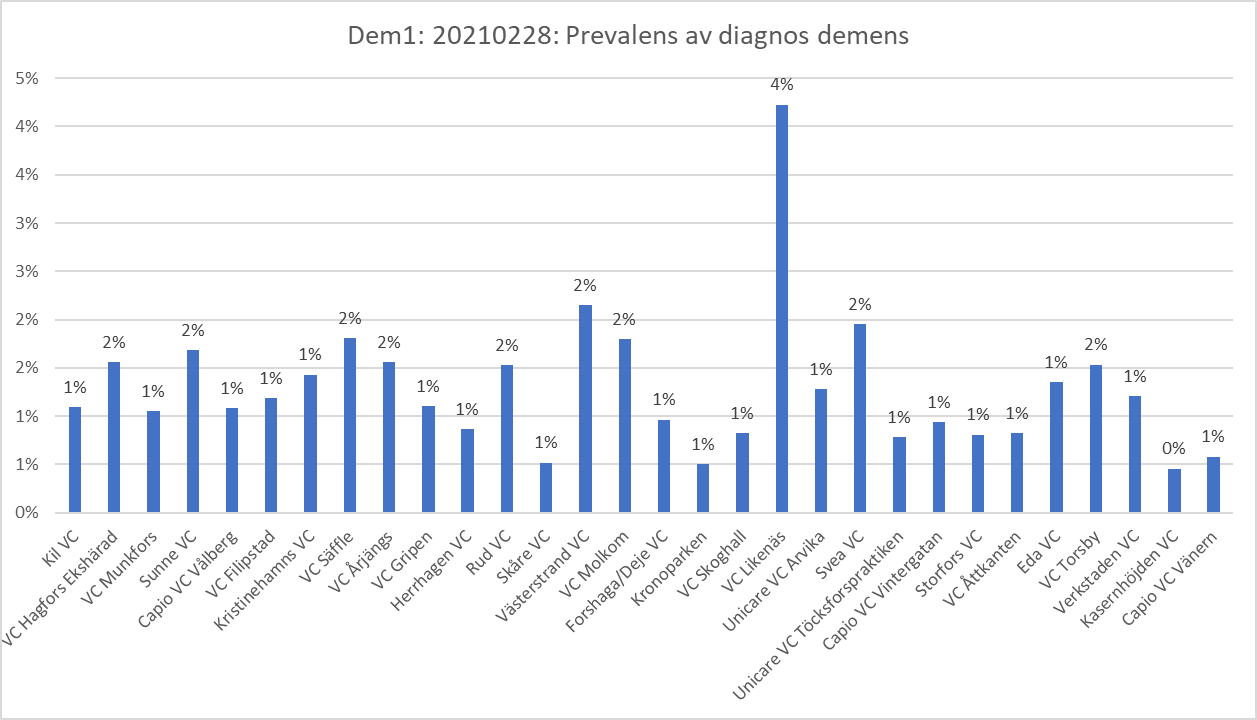 Dem1: 20210228: Prevalens av diagnos demens
5%
4%
4%
3%
3%
2%
2%
1%
1%
0%
1%
2%
1%
2%
1%
1%
1%
2%
2%
1%
1%
2%
1%
2%
2%
1%
1%
1%
4%
1%
2%
1%
1%
1%
1%
1%
2%
1%
0%
1%
Kil VC
VC Hagfors Ekshärad
VC Munkfors
Sunne VC
Capio VC Vålberg
VC Filipstad
Kristinehamns VC
VC Säffle
VC Årjängs
VC Gripen
Herrhagen VC
Rud VC
Skåre VC
Västerstrand VC
VC Molkom
Forshaga/Deje VC
Kronoparken
VC Skoghall
VC Likenäs
Unicare VC Arvika
Svea VC
Unicare VC Töcksforspraktiken
Capio VC Vintergatan
Storfors VC
VC Åttkanten
Eda VC
VC Torsby
Verkstaden VC
Kasernhöjden VC
Capio VC Vänern